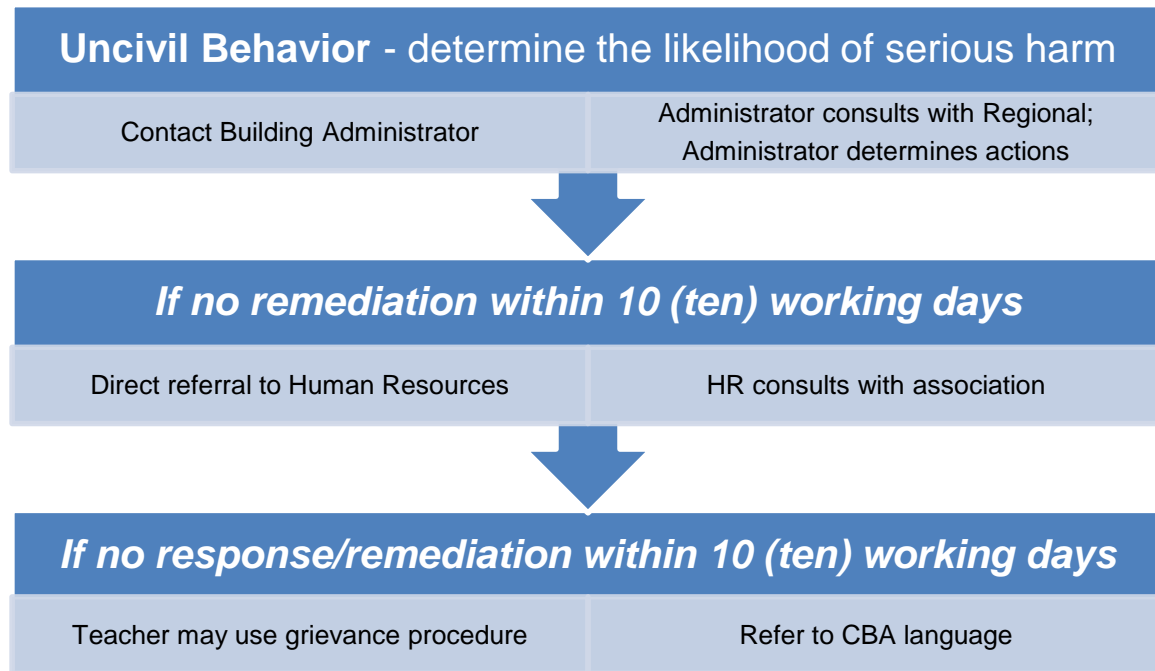 Uncivil Behavior - determine the likelihood of serious harm
Contact Building Administrator
Administrator consults with Regional;
Administrator determines actions
If no remediation within 10 (ten) working days
Direct referral to Human Resources
HR consults with association
If no response/remediation within 10 (ten) working days
Teacher may use grievance procedure
Refer to CBA language